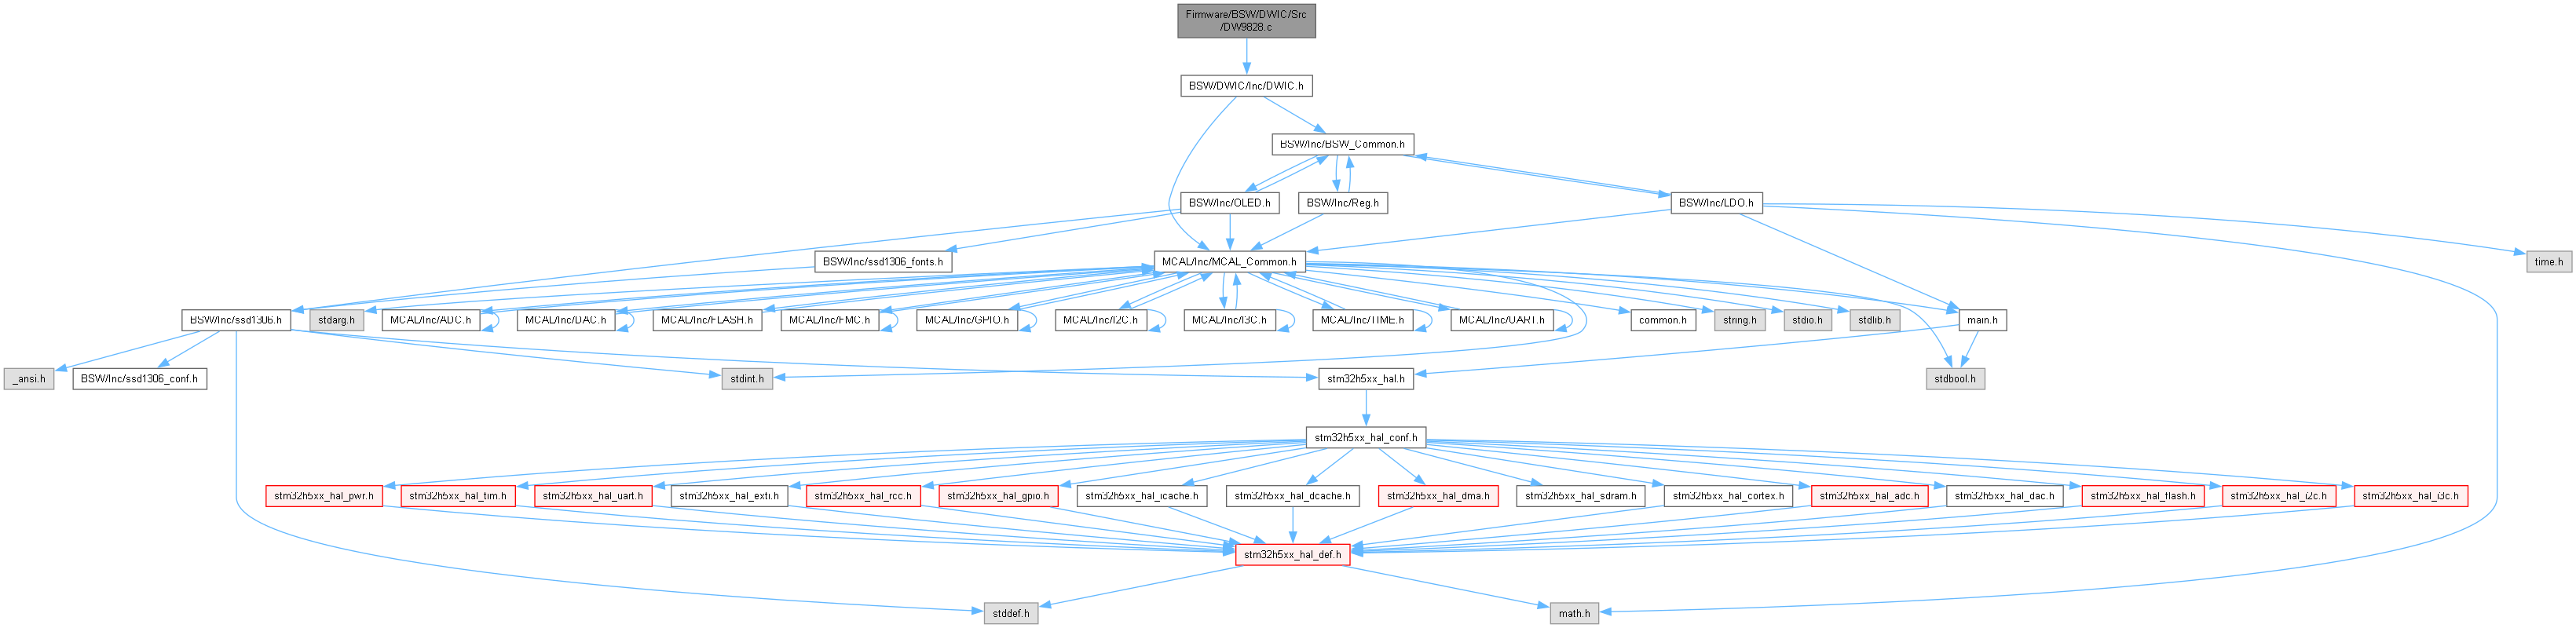 Firmware/BSW/DWIC/Src
/DW9828.c
BSW/DWIC/Inc/DWIC.h
BSW/Inc/BSW_Common.h
BSW/Inc/OLED.h
BSW/Inc/Reg.h
BSW/Inc/LDO.h
BSW/Inc/ssd1306_fonts.h
MCAL/Inc/MCAL_Common.h
time.h
BSW/Inc/ssd1306.h
stdarg.h
MCAL/Inc/ADC.h
MCAL/Inc/DAC.h
MCAL/Inc/FLASH.h
MCAL/Inc/FMC.h
MCAL/Inc/GPIO.h
MCAL/Inc/I2C.h
MCAL/Inc/I3C.h
MCAL/Inc/TIME.h
MCAL/Inc/UART.h
common.h
string.h
stdio.h
stdlib.h
main.h
_ansi.h
BSW/Inc/ssd1306_conf.h
stdint.h
stm32h5xx_hal.h
stdbool.h
stm32h5xx_hal_conf.h
stm32h5xx_hal_pwr.h
stm32h5xx_hal_tim.h
stm32h5xx_hal_uart.h
stm32h5xx_hal_exti.h
stm32h5xx_hal_rcc.h
stm32h5xx_hal_gpio.h
stm32h5xx_hal_icache.h
stm32h5xx_hal_dcache.h
stm32h5xx_hal_dma.h
stm32h5xx_hal_sdram.h
stm32h5xx_hal_cortex.h
stm32h5xx_hal_adc.h
stm32h5xx_hal_dac.h
stm32h5xx_hal_flash.h
stm32h5xx_hal_i2c.h
stm32h5xx_hal_i3c.h
stm32h5xx_hal_def.h
stddef.h
math.h